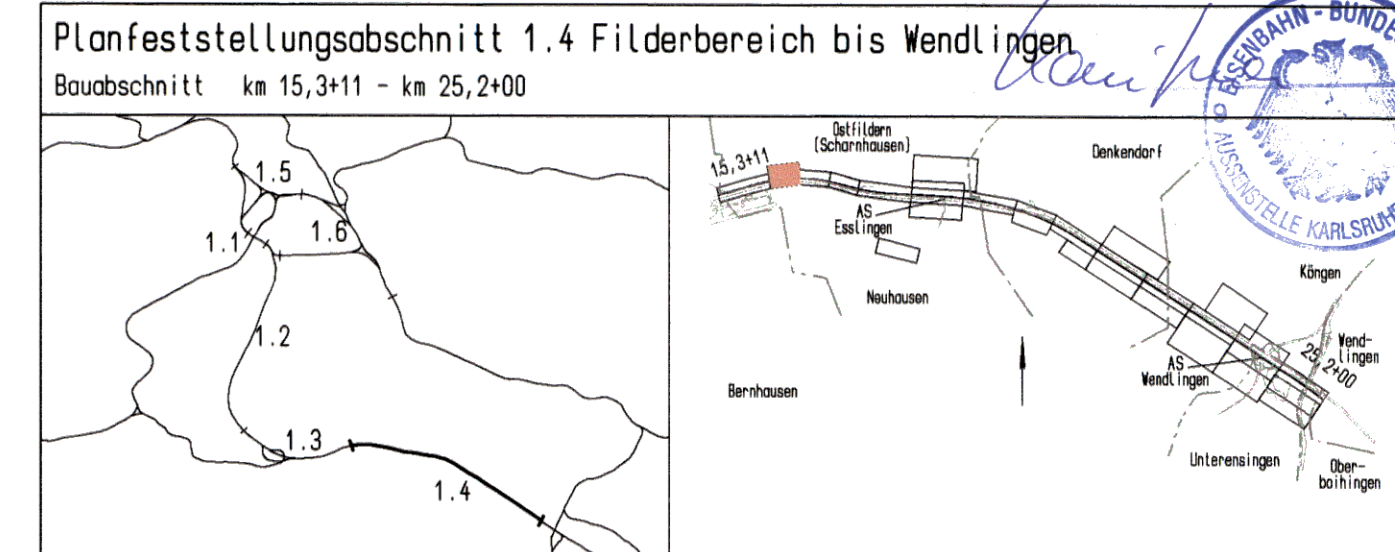 Planfeststellungsabschnitt 1.4 Filderbereich bis Wendlingen
Bauabschnitt km 15,3+11 - km 25,2+00
EISENBAHN - BUNDE
AUSSENSTELLE KARLSRUH
1.5
1.6
1.1
1.2
1.3
1.4
Ostfildern
(Scharnhausen)
Denkendorf
15,3+11
AS
Esslingen
Neuhausen
Köngen
Bernhausen
AS
Wendlingen
25,2+00
Wend-
lingen
Unterensingen
Ober-
boihingen